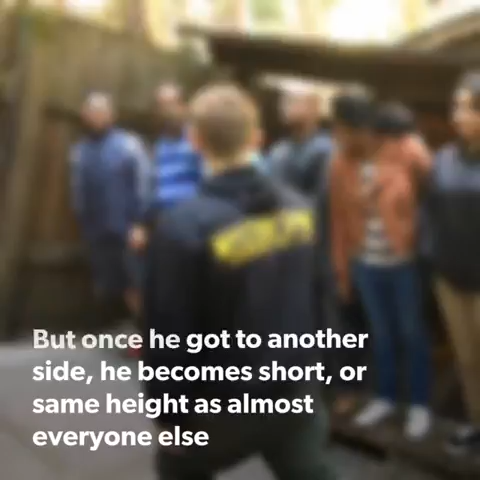 But once he got to another
side, he becomes short, or
same height as almost
everyone else